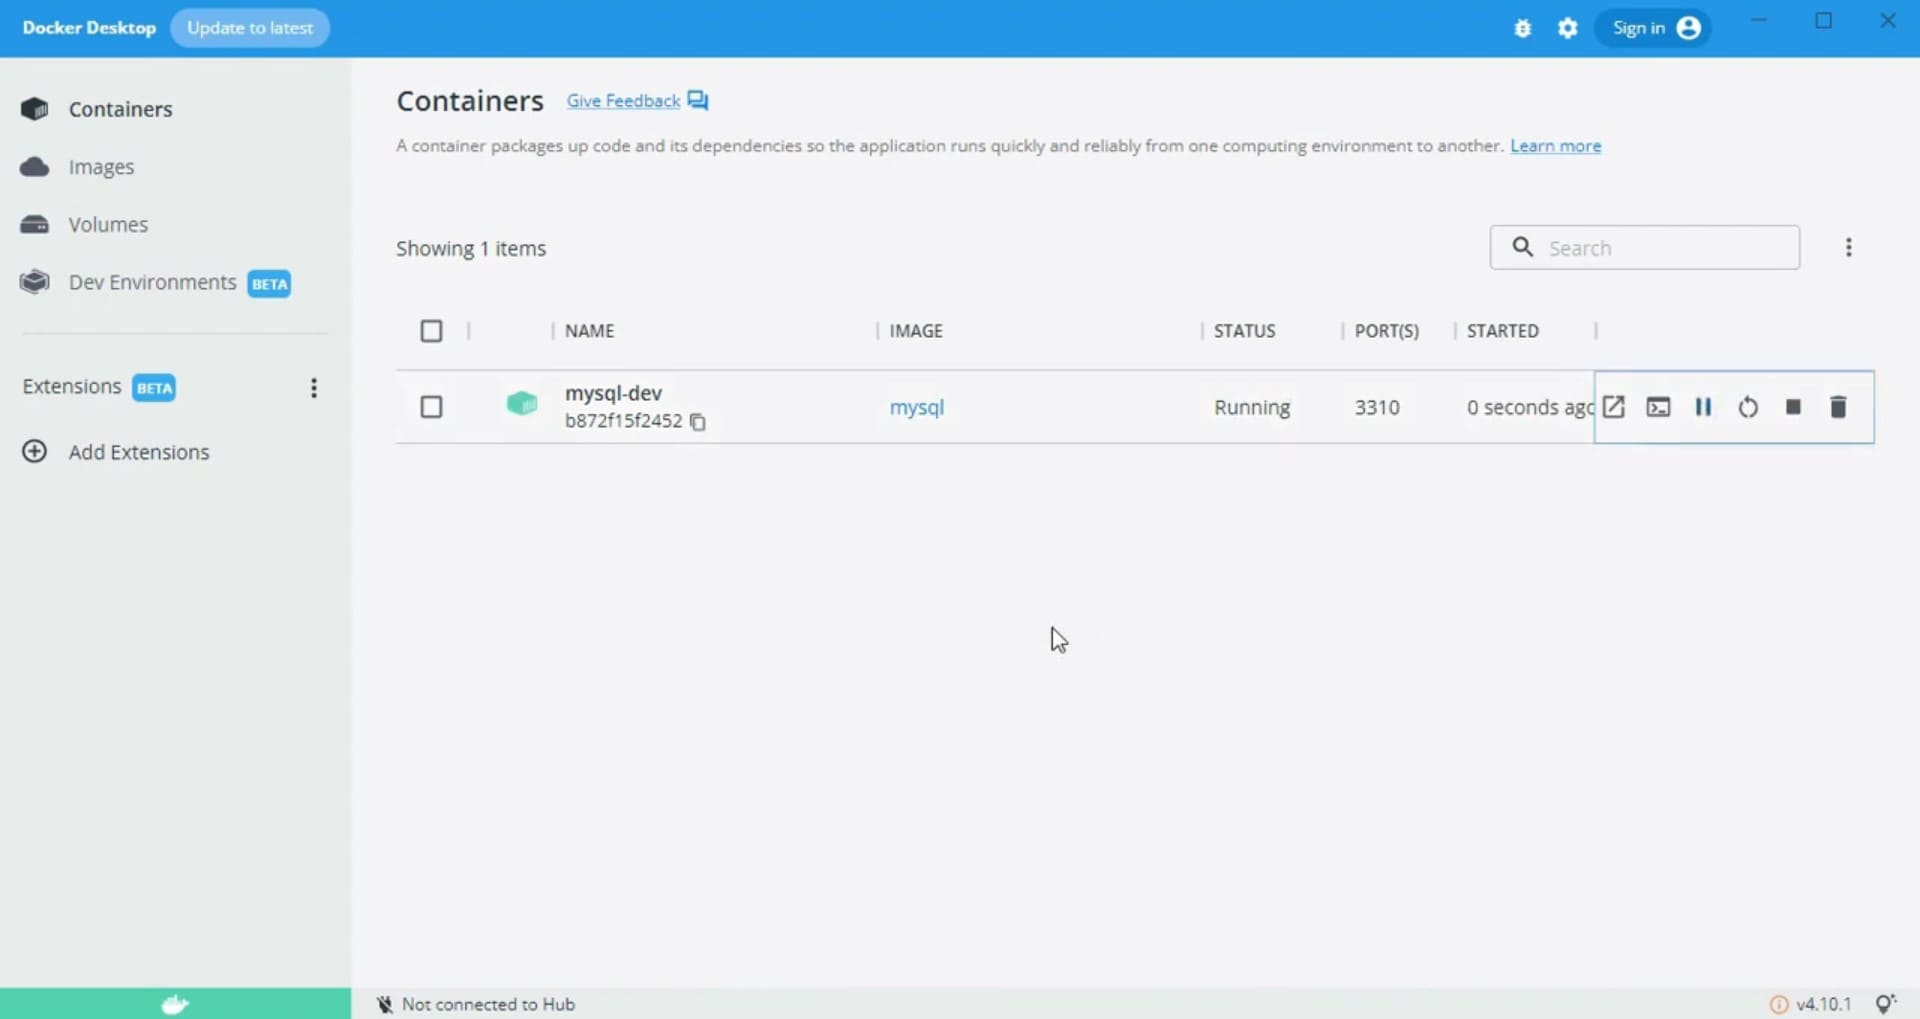 Docker Desktop Update to latest Sign in
Containers
Images
Volumes
Dev Environments BETA
Extensions BETA
Add Extensions
Containers Give Feedback
A container packages up code and its dependencies so the application runs quickly and reliably from one computing environment to another. Learn more
Showing 1 items Search
NAME IMAGE STATUS PORT(S) STARTED
mysql-dev mysql Running 3310 0 seconds ago
b872f15f2452
Not connected to Hub v4.10.1